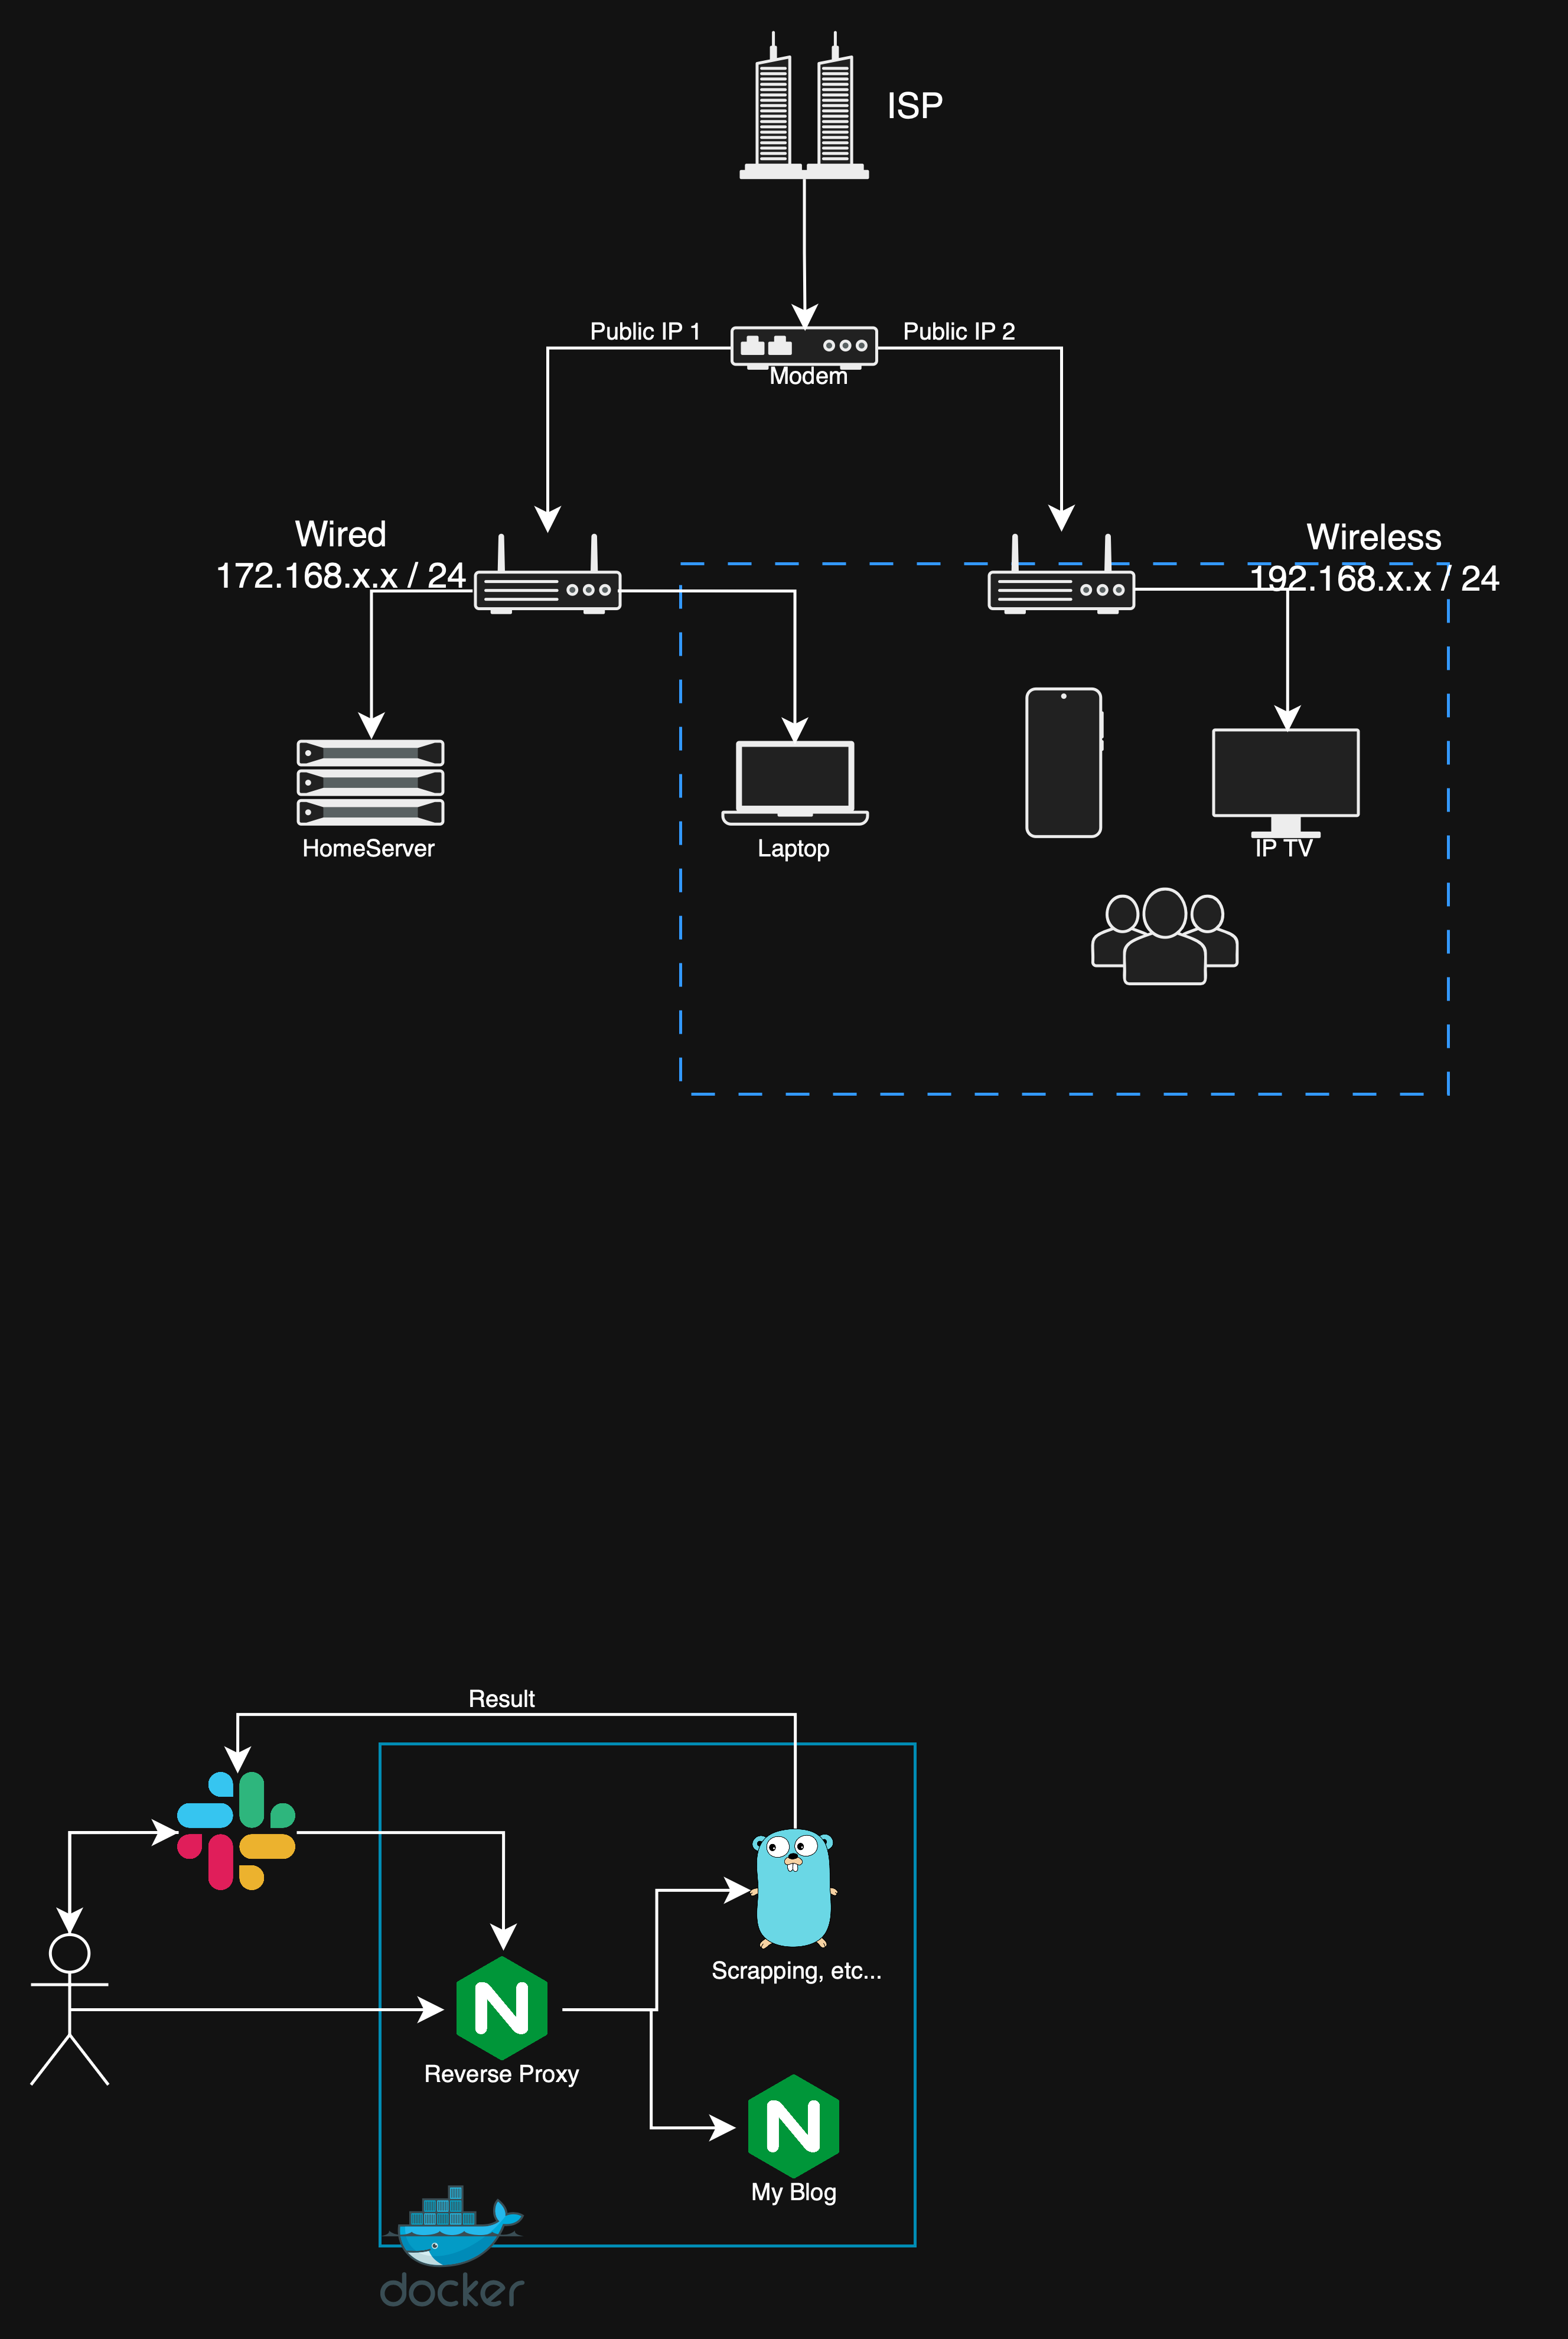 ISP
Public IP 1
Public IP 2
Modem
Wired
172.168.x.x / 24
Wireless
192.168.x.x / 24
HomeServer
Laptop
IP TV
Result
Scrapping, etc...
Reverse Proxy
My Blog
docker